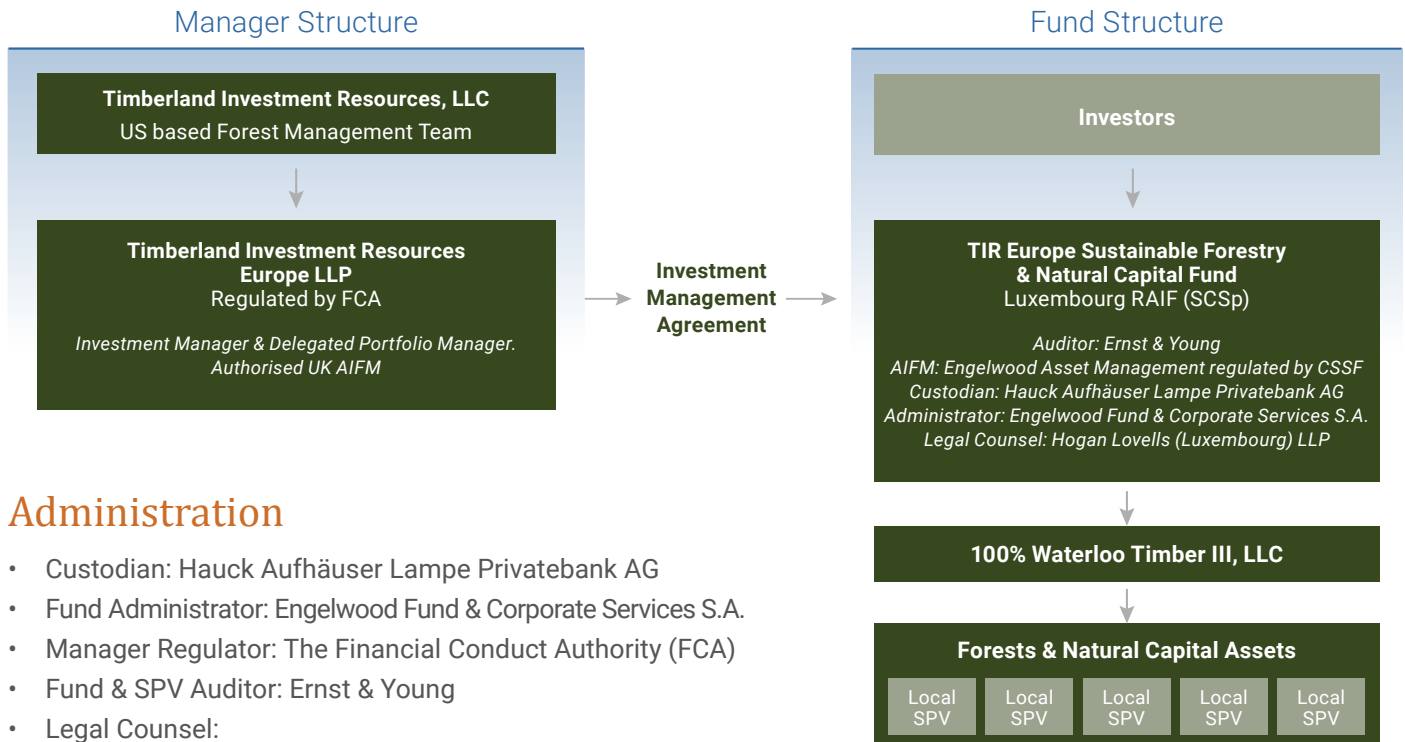 Manager Structure
Timberland Investment Resources, LLC
US based Forest Management Team
Timberland Investment Resources
Europe LLP
Regulated by FCA
Investment Manager & Delegated Portfolio Manager.
Authorised UK AIFM
Investment
Management
Agreement
Fund Structure
Investors
TIR Europe Sustainable Forestry
& Natural Capital Fund
Luxembourg RAIF (SCSp)
Auditor: Ernst & Young
AIFM: Engelwood Asset Management regulated by CSSF
Custodian: Hauck Aufhäuser Lampe Privatebank AG
Administrator: Engelwood Fund & Corporate Services S.A.
Legal Counsel: Hogan Lovells (Luxembourg) LLP
100% Waterloo Timber III, LLC
Forests & Natural Capital Assets
Local
SPV
Local
SPV
Local
SPV
Local
SPV
Local
SPV
Administration
• Custodian: Hauck Aufhäuser Lampe Privatebank AG
• Fund Administrator: Engelwood Fund & Corporate Services S.A.
• Manager Regulator: The Financial Conduct Authority (FCA)
• Fund & SPV Auditor: Ernst & Young
• Legal Counsel: